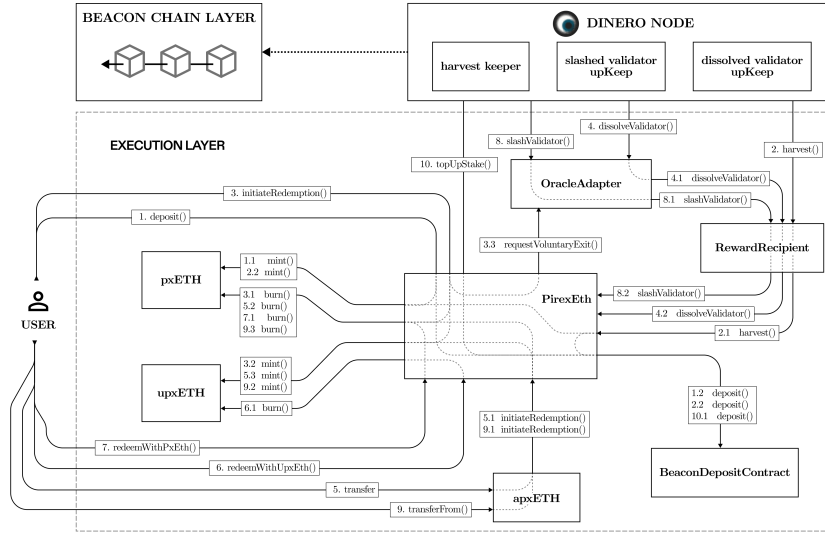 BEACON CHAIN LAYER
DINERO NODE
harvest keeper
slashed validator
upKeep
dissolved validator
upKeep
EXECUTION LAYER
4. dissolveValidator()
8. slashValidator()
2. harvest()
10. topUpStake()
OracleAdapter
4.1 dissolveValidator()
8.1 slashValidator()
3. initiateRedemption()
1. deposit()
3.3 requestVoluntaryExit()
RewardRecipient
1.1 mint()
2.2 mint()
pxETH
3.1 burn()
5.2 burn()
7.1 burn()
9.3 burn()
PirexEth
8.2 slashValidator()
4.2 dissolveValidator()
2.1 harvest()
USER
3.2 mint()
5.3 mint()
9.2 mint()
upxETH
6.1 burn()
1.2 deposit()
2.2 deposit()
10.1 deposit()
5.1 initiateRedemption()
9.1 initiateRedemption()
7. redeemWithPxEth()
6. redeemWithUpxEth()
BeaconDepositContract
5. transfer
apxETH
9. transferFrom()